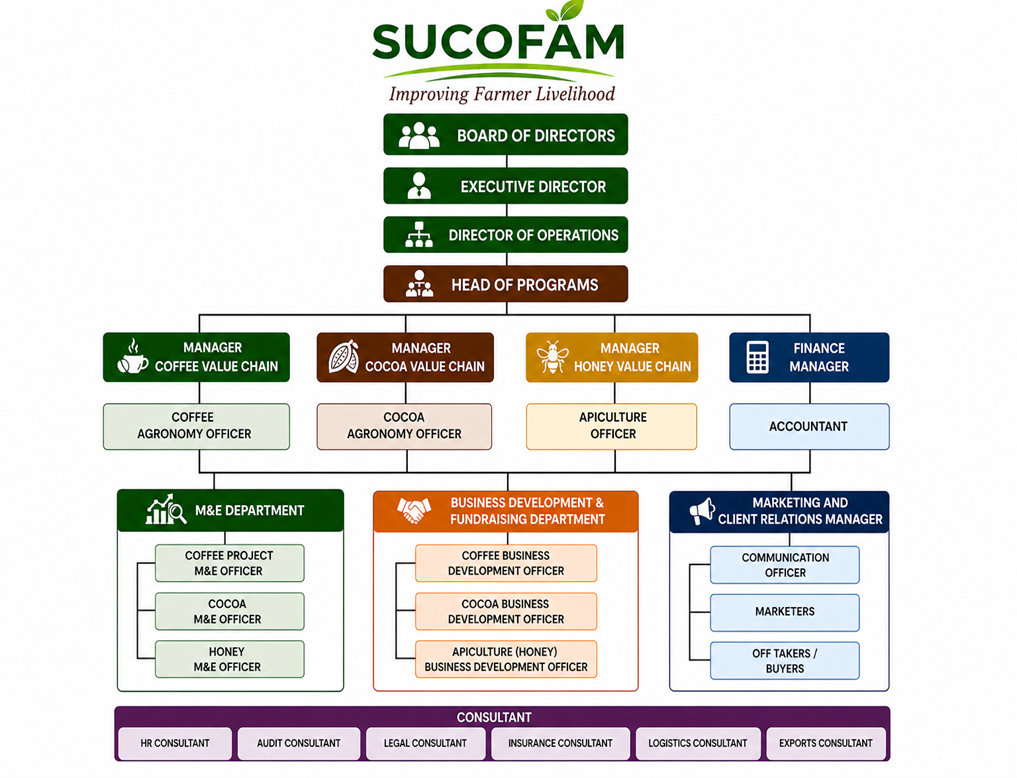 SUCOFAM
Improving Farmer Livelihood
BOARD OF DIRECTORS
EXECUTIVE DIRECTOR
DIRECTOR OF OPERATIONS
HEAD OF PROGRAMS
MANAGER
COFFEE VALUE CHAIN
MANAGER
COCOA VALUE CHAIN
MANAGER
HONEY VALUE CHAIN
FINANCE
MANAGER
COFFEE
AGRONOMY OFFICER
COCOA
AGRONOMY OFFICER
APICULTURE
OFFICER
ACCOUNTANT
M&E DEPARTMENT
COFFEE PROJECT
M&E OFFICER
COCOA
M&E OFFICER
HONEY
M&E OFFICER
BUSINESS DEVELOPMENT &
FUNDRAISING DEPARTMENT
COFFEE BUSINESS
DEVELOPMENT OFFICER
COCOA BUSINESS
DEVELOPMENT OFFICER
APICULTURE (HONEY)
BUSINESS DEVELOPMENT OFFICER
MARKETING AND
CLIENT RELATIONS MANAGER
COMMUNICATION
OFFICER
MARKETERS
OFF TAKERS /
BUYERS
CONSULTANT
HR CONSULTANT
AUDIT CONSULTANT
LEGAL CONSULTANT
INSURANCE CONSULTANT
LOGISTICS CONSULTANT
EXPORTS CONSULTANT